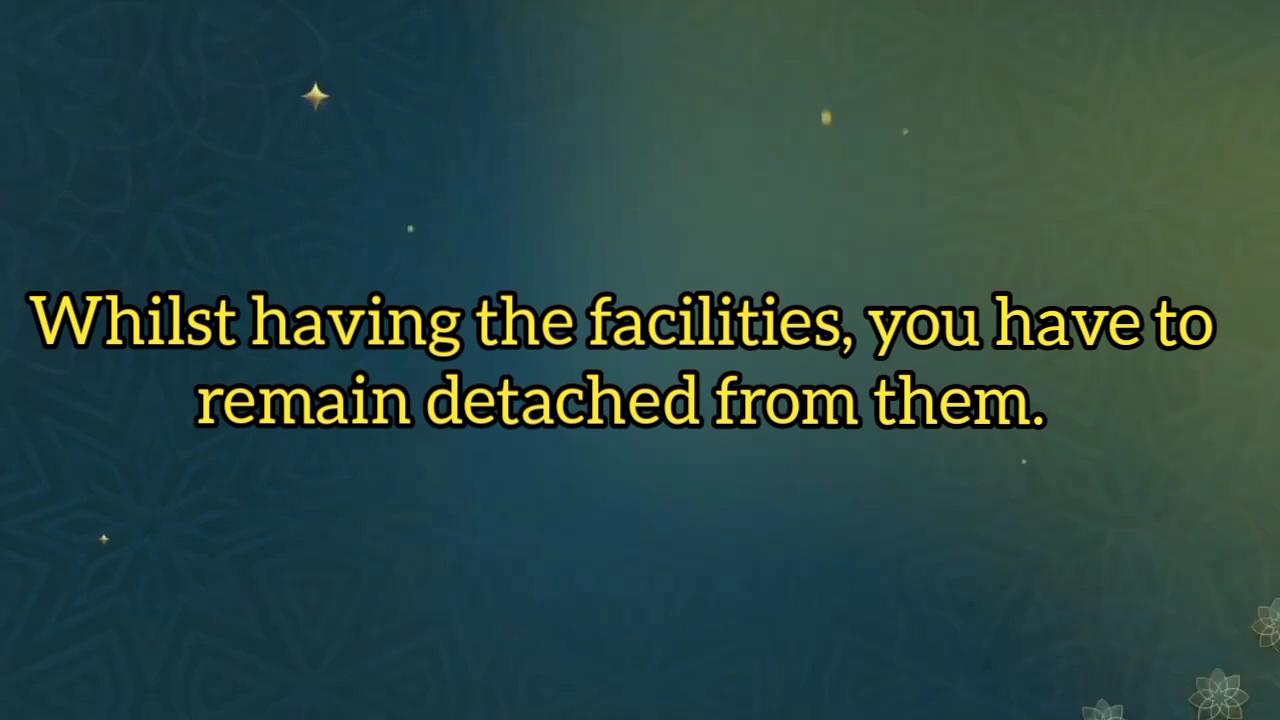 Whilst having the facilities, you have to
remain detached from them.